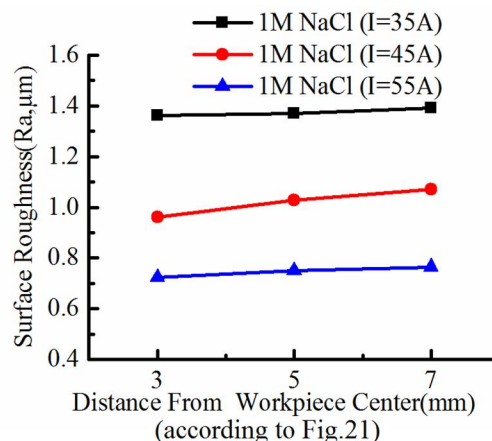 1M NaCl (I=35A)
1M NaCl (I=45A)
1M NaCl (I=55A)
Surface Roughness(Ra,μm)
1.6
1.4
1.2
1.0
0.8
0.6
0.4
3 5 7
Distance From Workpiece Center(mm)
(according to Fig.21)